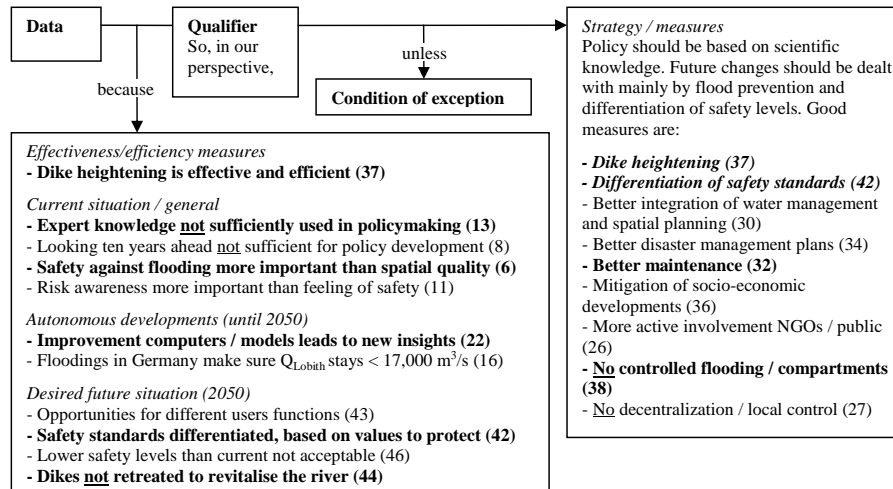 Data
Qualifier
So, in our
perspective,
because
unless
Condition of exception
Effectiveness/efficiency measures
- Dike heightening is effective and efficient (37)
Current situation / general
- Expert knowledge not sufficiently used in policymaking (13)
- Looking ten years ahead not sufficient for policy development (8)
- Safety against flooding more important than spatial quality (6)
- Risk awareness more important than feeling of safety (11)
Autonomous developments (until 2050)
- Improvement computers / models leads to new insights (22)
- Floodings in Germany make sure QLobith stays < 17,000 m³/s (16)
Desired future situation (2050)
- Opportunities for different users functions (43)
- Safety standards differentiated, based on values to protect (42)
- Lower safety levels than current not acceptable (46)
- Dikes not retreated to revitalise the river (44)
Strategy / measures
Policy should be based on scientific
knowledge. Future changes should be dealt
with mainly by flood prevention and
differentiation of safety levels. Good
measures are:
- Dike heightening (37)
- Differentiation of safety standards (42)
- Better integration of water management
and spatial planning (30)
- Better disaster management plans (34)
- Better maintenance (32)
- Mitigation of socio-economic
developments (36)
- More active involvement NGOs / public
(26)
- No controlled flooding / compartments
(38)
- No decentralization / local control (27)